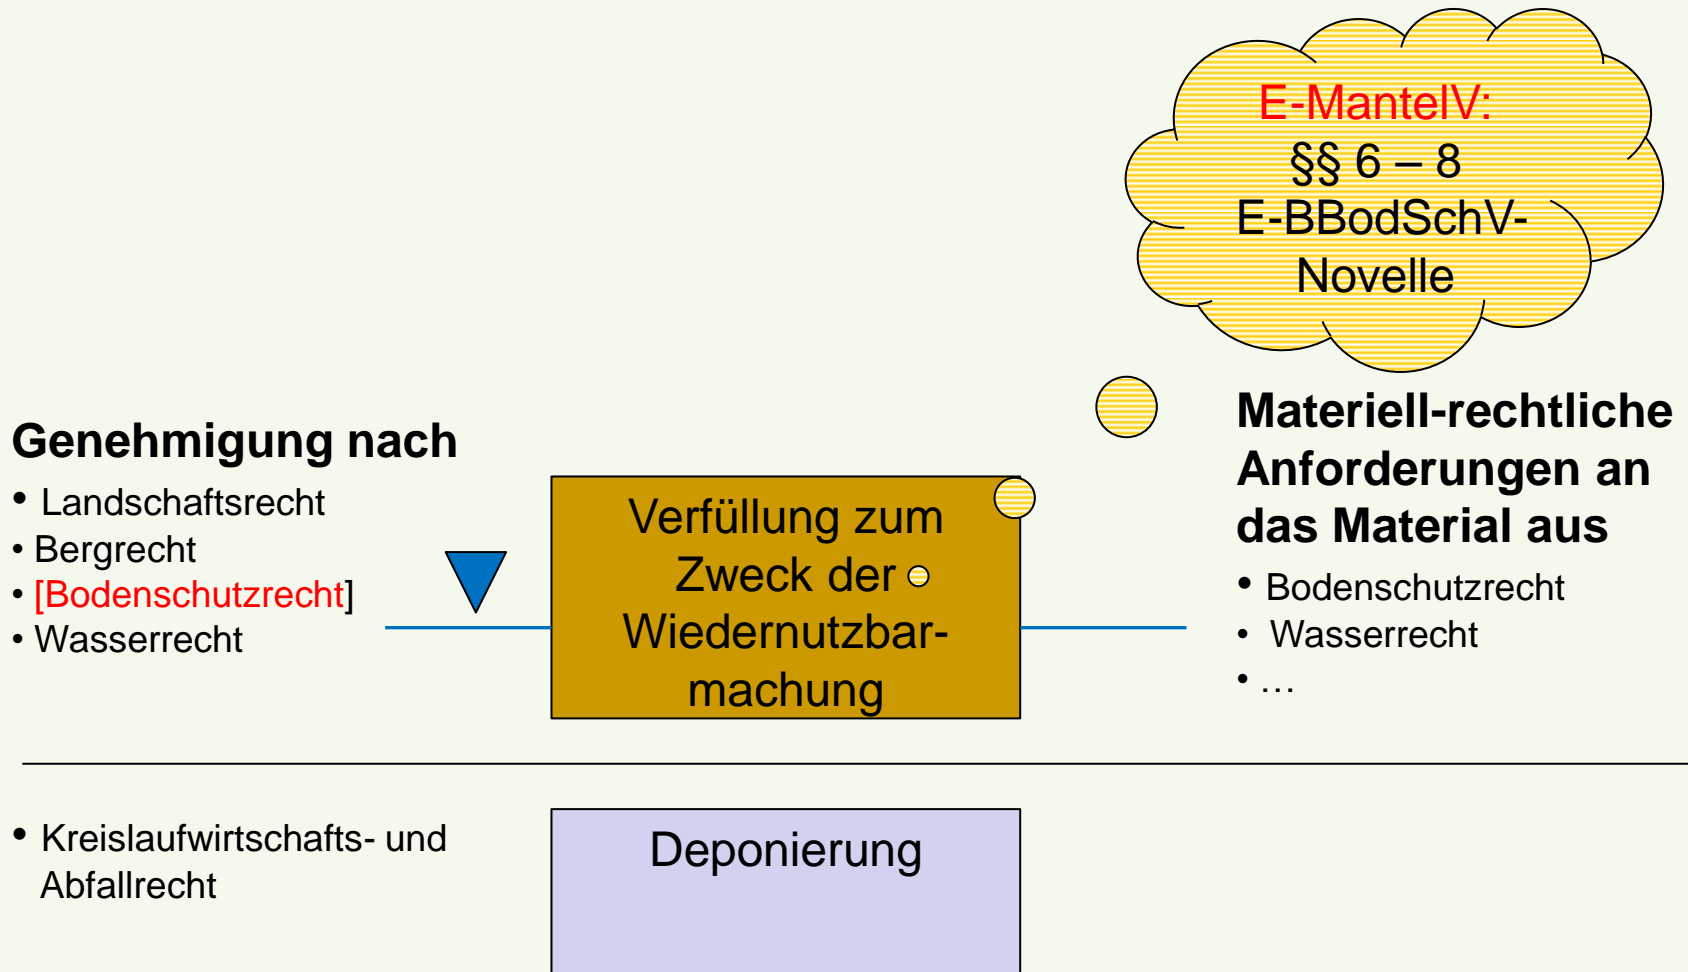 E-MantelV:
§§ 6 – 8
E-BBodSchV-
Novelle
Genehmigung nach
• Landschaftsrecht
• Bergrecht
• [Bodenschutzrecht]
• Wasserrecht
Verfüllung zum
Zweck der
Wiedernutzbar-
machung
Materiell-rechtliche
Anforderungen an
das Material aus
• Bodenschutzrecht
• Wasserrecht
• …
• Kreislaufwirtschafts- und
Abfallrecht
Deponierung